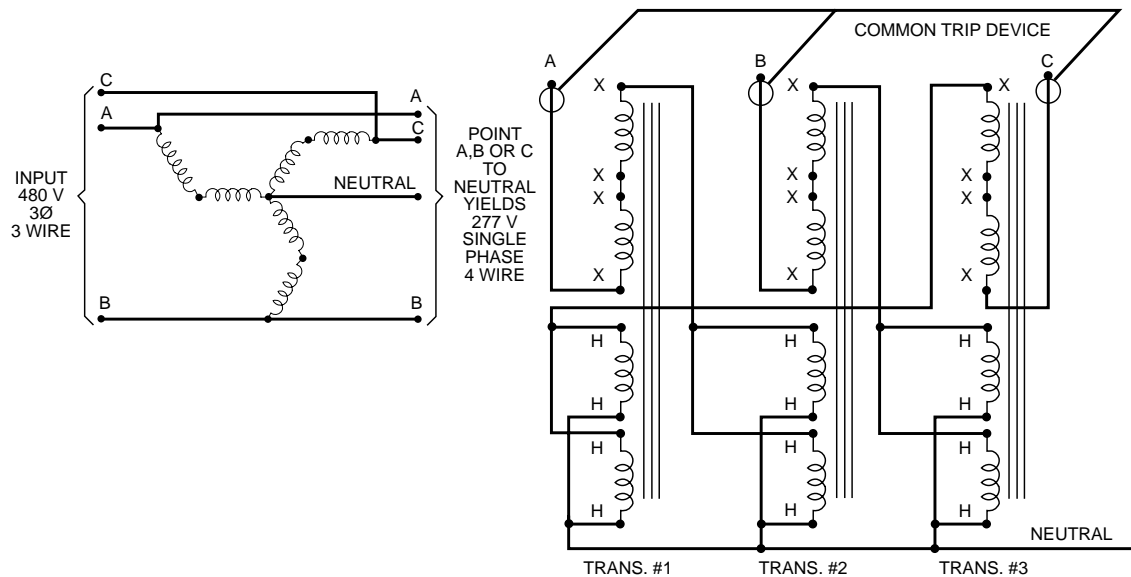 C
A
INPUT
480 V
3Ø
3 WIRE
B
NEUTRAL
A
C
B
POINT
A,B OR C
TO
NEUTRAL
YIELDS
277 V
SINGLE
PHASE
4 WIRE
COMMON TRIP DEVICE
A
B
C
X
X
X
X
X
X
X
X
X
X
X
X
H
H
H
H
H
H
H
H
H
H
H
H
NEUTRAL
TRANS. #1
TRANS. #2
TRANS. #3